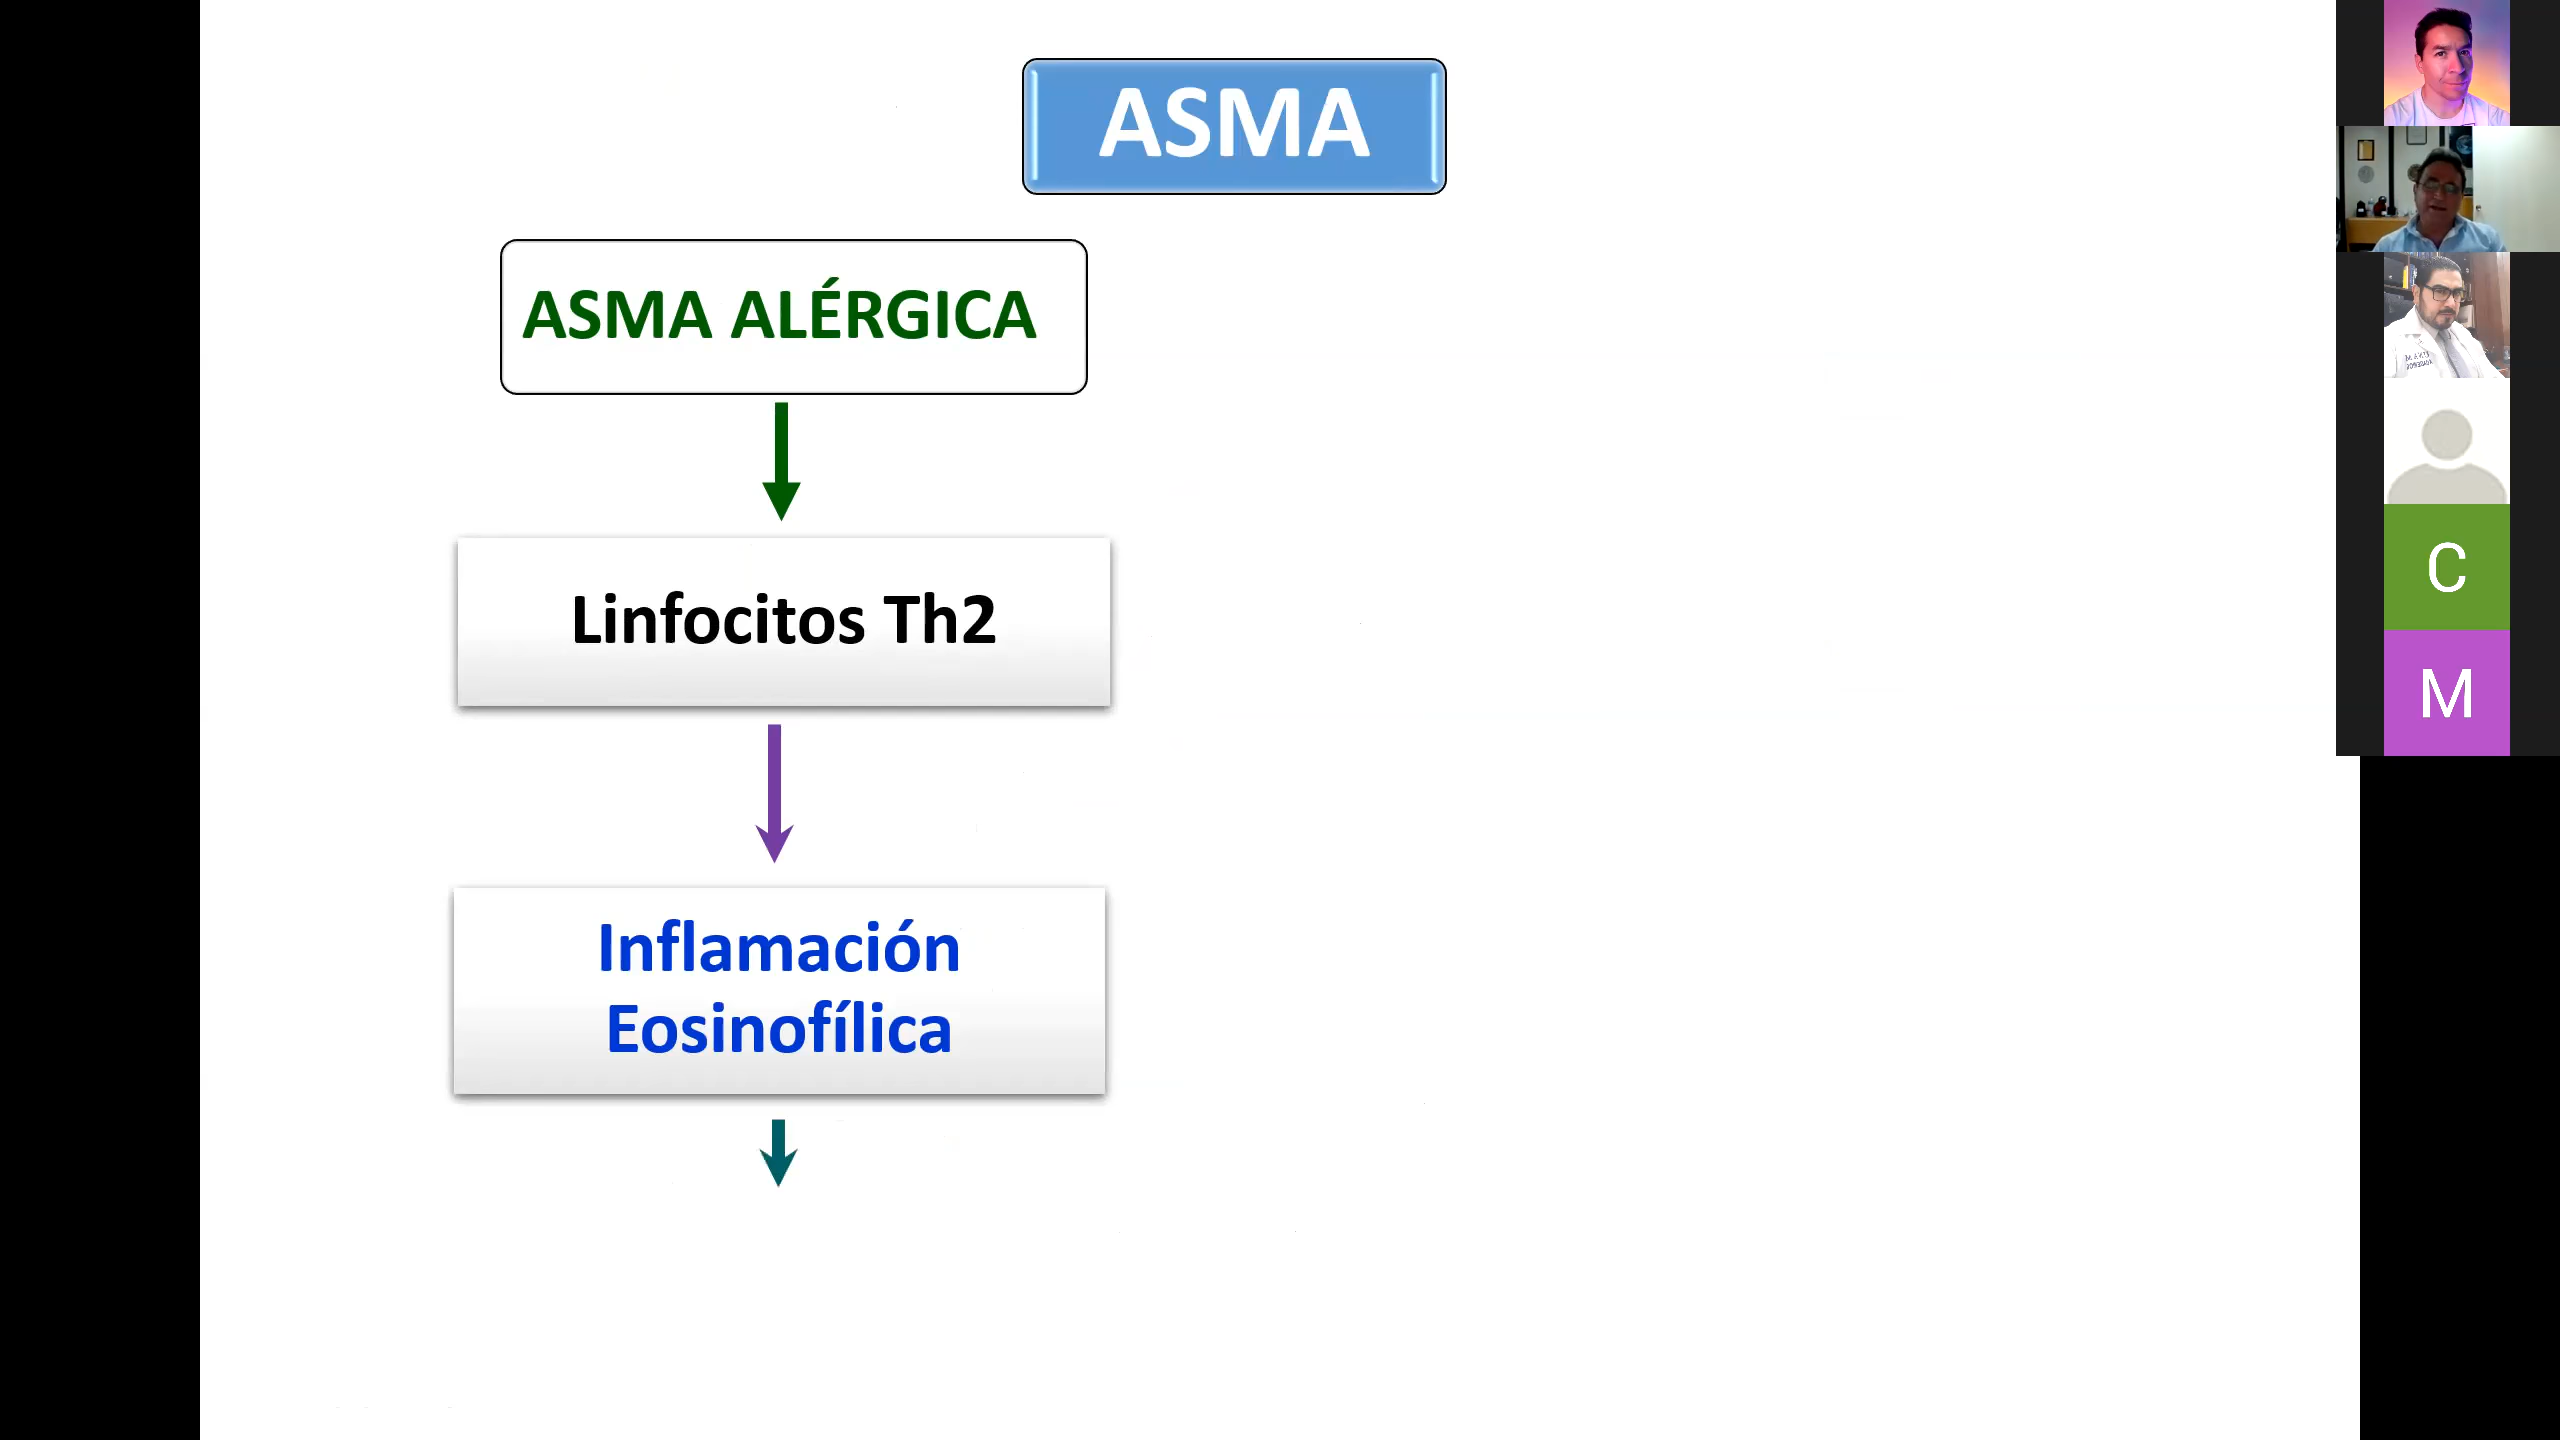 ASMA
ASMA ALÉRGICA
Linfocitos Th2
Inflamación
Eosinofílica
C
M